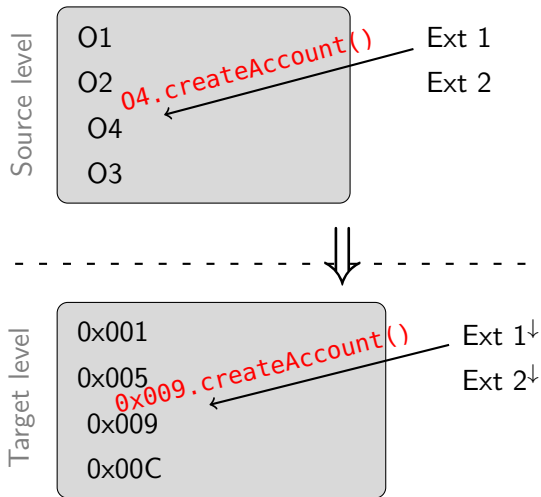 Source level
O1
O2
O4
O3
O4.createAccount()
Ext 1
Ext 2
Target level
0x001
0x005
0x009
0x00C
0x009.createAccount()
Ext 1↓
Ext 2↓